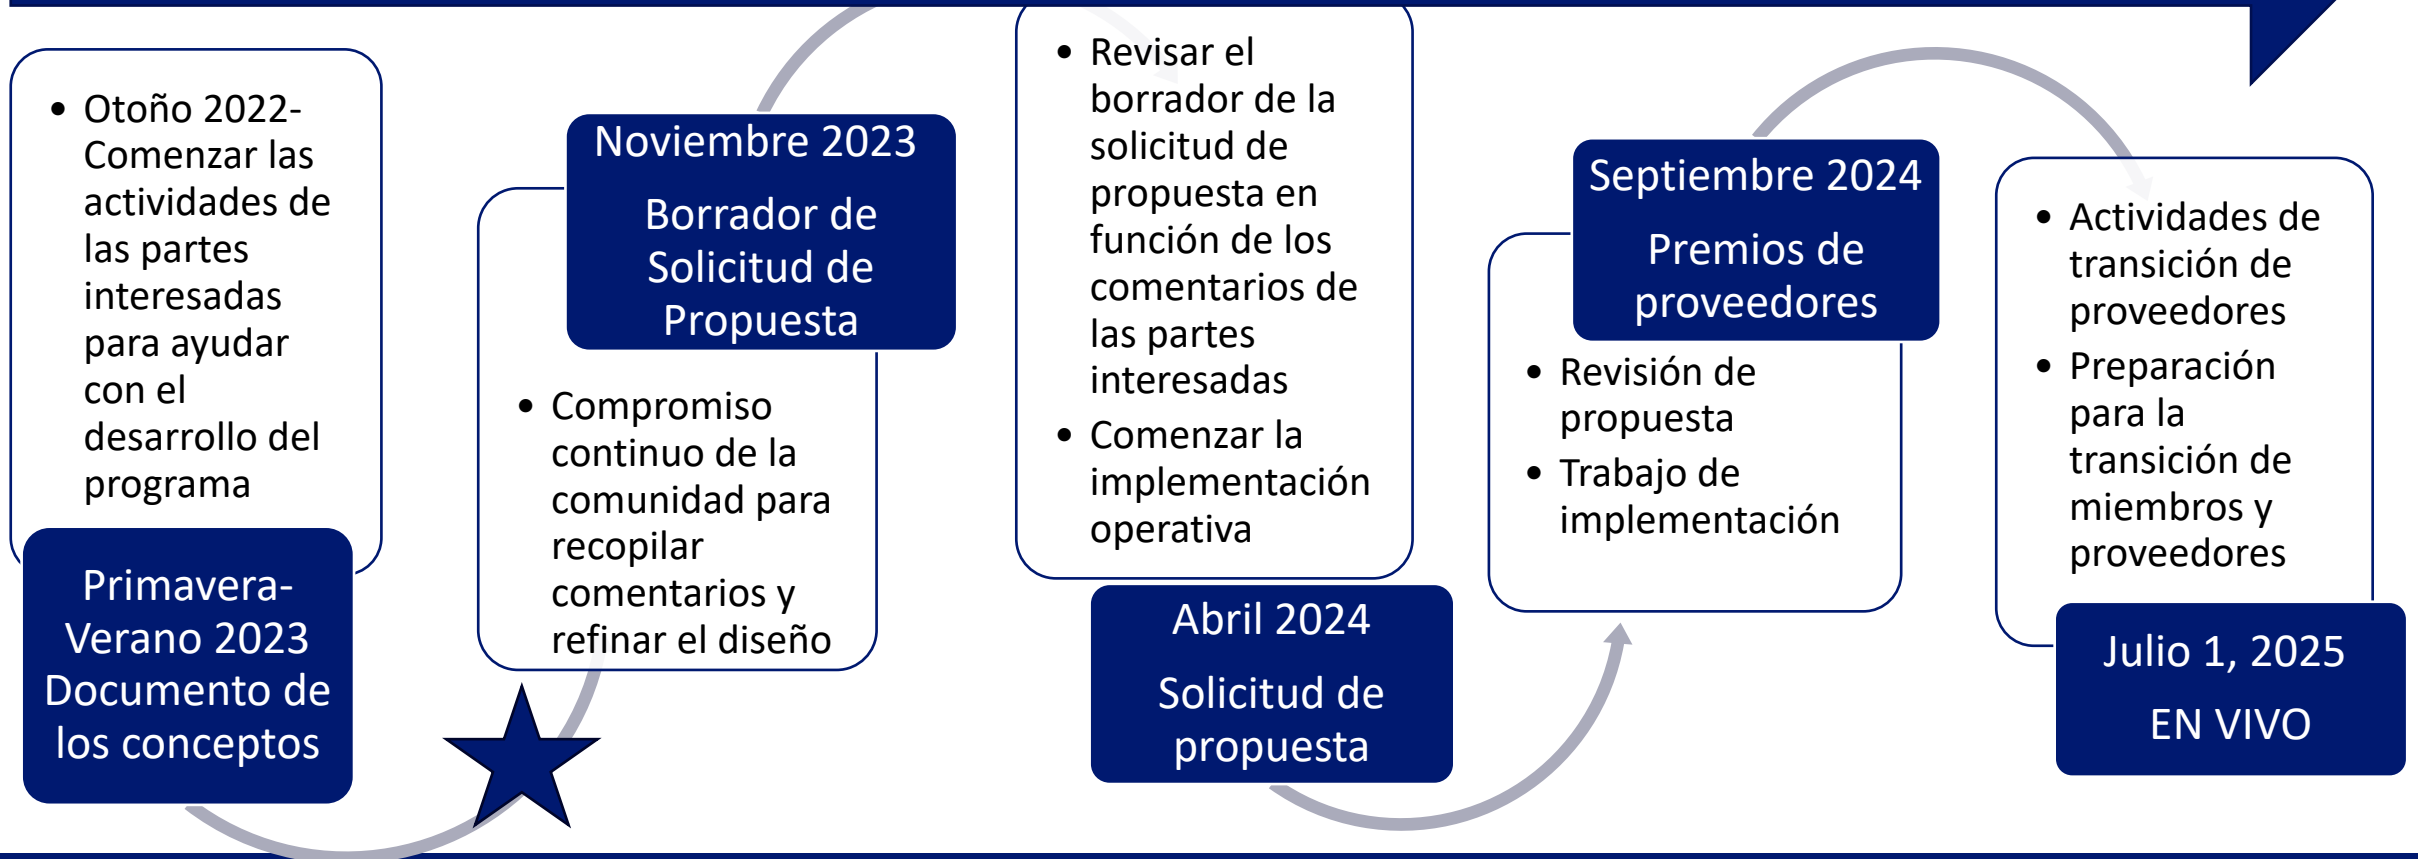 • Otoño 2022-
Comenzar las
actividades de
las partes
interesadas
para ayudar
con el
desarrollo del
programa
Primavera-
Verano 2023
Documento de
los conceptos
Noviembre 2023
Borrador de
Solicitud de
Propuesta
• Compromiso
continuo de la
comunidad para
recopilar
comentarios y
refinar el diseño
• Revisar el
borrador de la
solicitud de
propuesta en
función de los
comentarios de
las partes
interesadas
• Comenzar la
implementación
operativa
Abril 2024
Solicitud de
propuesta
Septiembre 2024
Premios de
proveedores
• Revisión de
propuesta
• Trabajo de
implementación
• Actividades de
transición de
proveedores
• Preparación
para la
transición de
miembros y
proveedores
Julio 1, 2025
EN VIVO